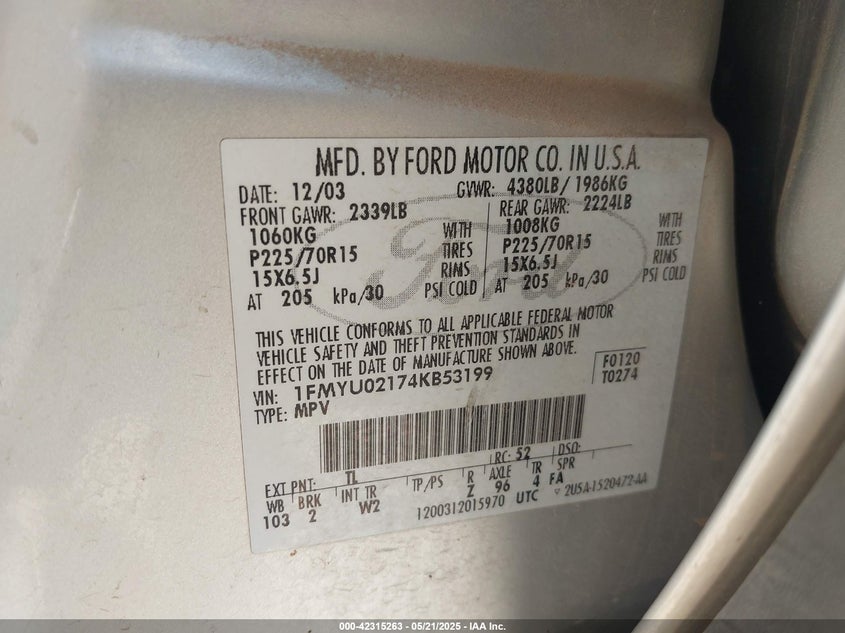 MFD. BY FORD MOTOR CO. IN U.S.A.
DATE: 12/03 GVWR: 4380LB/ 1986KG
FRONT GAWR: 2339LB REAR GAWR: 2224LB
1060KG WITH 1008KG WITH
P225/70R15 TIRES P225/70R15 TIRES
15X6.5J RIMS 15X6.5J RIMS
AT 205 kPa/30 PSI COLD AT 205 kPa/30 PSI COLD
Ford
THIS VEHICLE CONFORMS TO ALL APPLICABLE FEDERAL MOTOR
VEHICLE SAFETY AND THEFT PREVENTION STANDARDS IN
EFFECT ON THE DATE OF MANUFACTURE SHOWN ABOVE.
VIN: 1FMYU02174KB53199 F0120
TYPE: MPV T0274
EXT PNT: TL RC: 52 DSO:
WB BRK INT TR TP/PS R AXLE TR SPR
103 2 W2 Z 96 4 FA
1200312015970 UTC ▽ 2U5A-1520472-AA
000-42315263 - 05/21/2025 - IAA Inc.